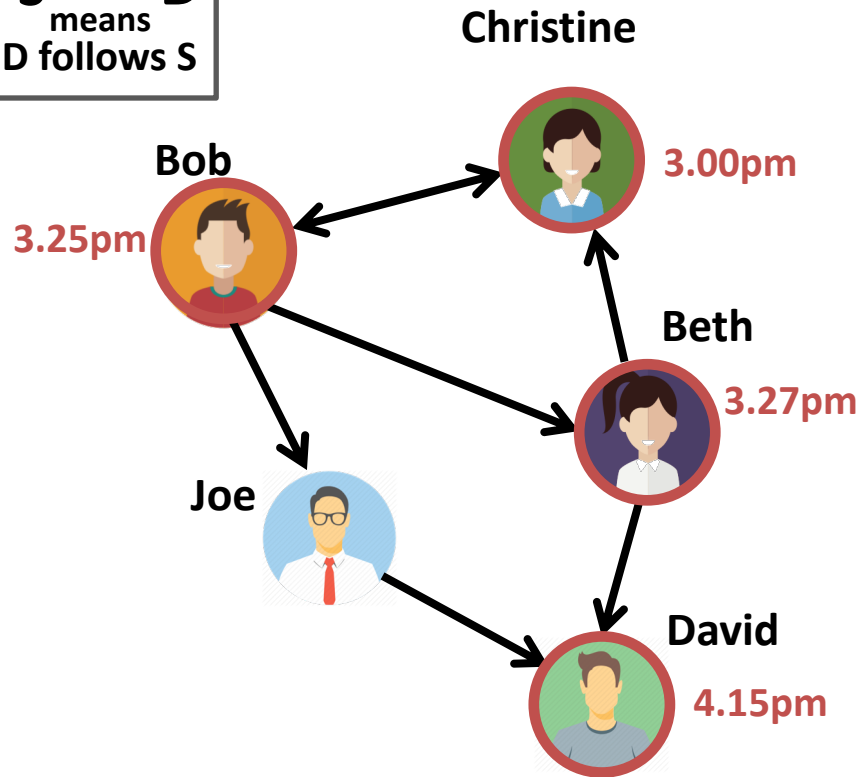 means
D follows S
Christine
Bob
3.00pm
3.25pm
Beth
3.27pm
Joe
David
4.15pm